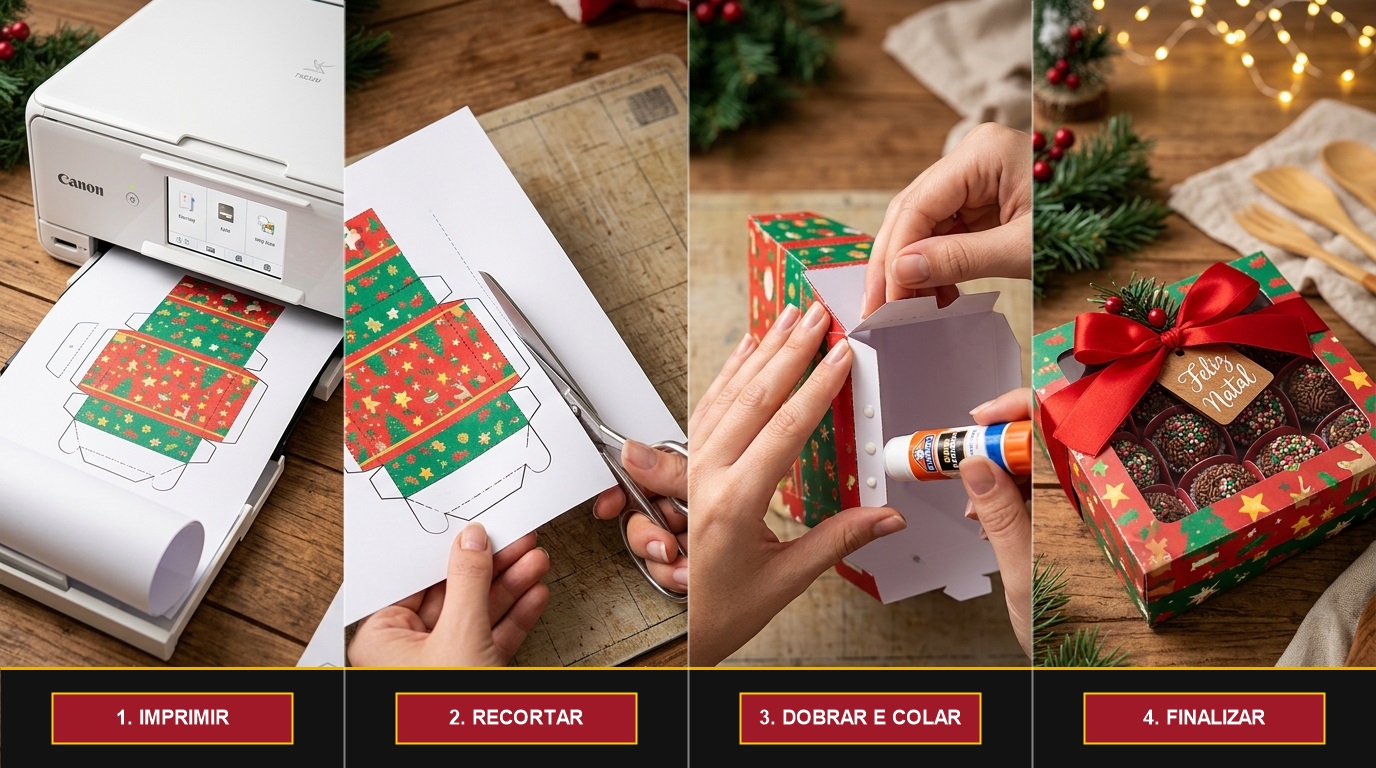 Canon
Feliz
Natal
1. IMPRIMIR
2. RECORTAR
3. DOBRAR E COLAR
4. FINALIZAR